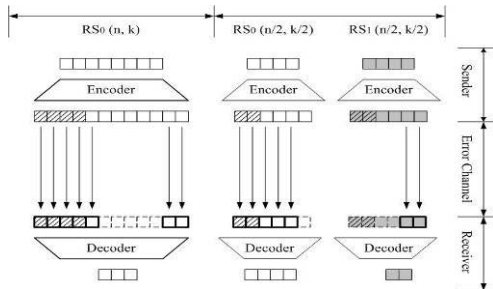 RS₀ (n, k)
RS₀ (n/2, k/2)
RS₁ (n/2, k/2)
Encoder
Encoder
Encoder
Sender
Error Channel
Decoder
Decoder
Decoder
Receiver